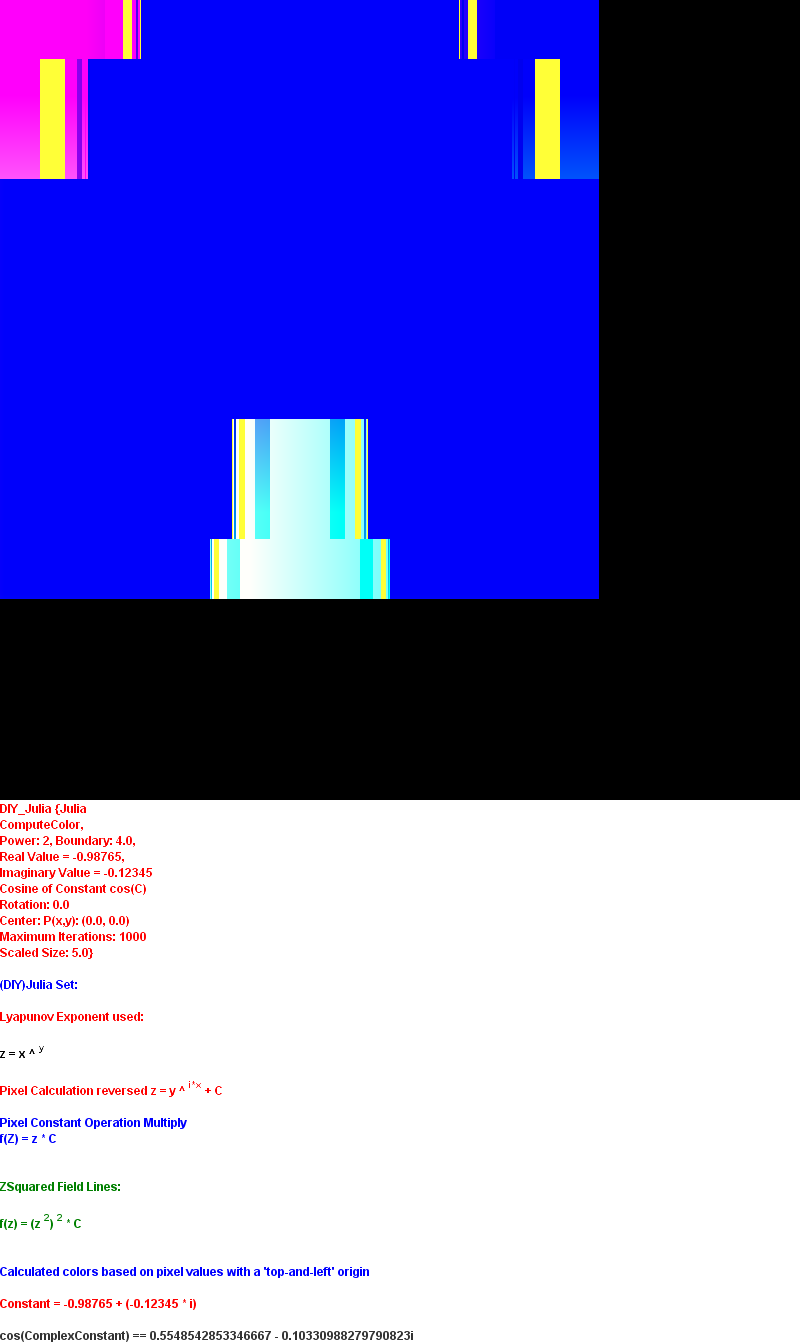 DIY_Julia {Julia
ComputeColor,
Power: 2, Boundary: 4.0,
Real Value = -0.98765,
Imaginary Value = -0.12345
Cosine of Constant cos(C)
Rotation: 0.0
Center: P(x,y): (0.0, 0.0)
Maximum Iterations: 1000
Scaled Size: 5.0}
(DIY)Julia Set:
Lyapunov Exponent used:
z = x ^ y
Pixel Calculation reversed z = y ^ i*x + C
Pixel Constant Operation Multiply
f(Z) = z * C
ZSquared Field Lines:
f(z) = (z 2) 2 * C
Calculated colors based on pixel values with a 'top-and-left' origin
Constant = -0.98765 + (-0.12345 * i)
cos(ComplexConstant) == 0.5548542853346667 - 0.10330988279790823i